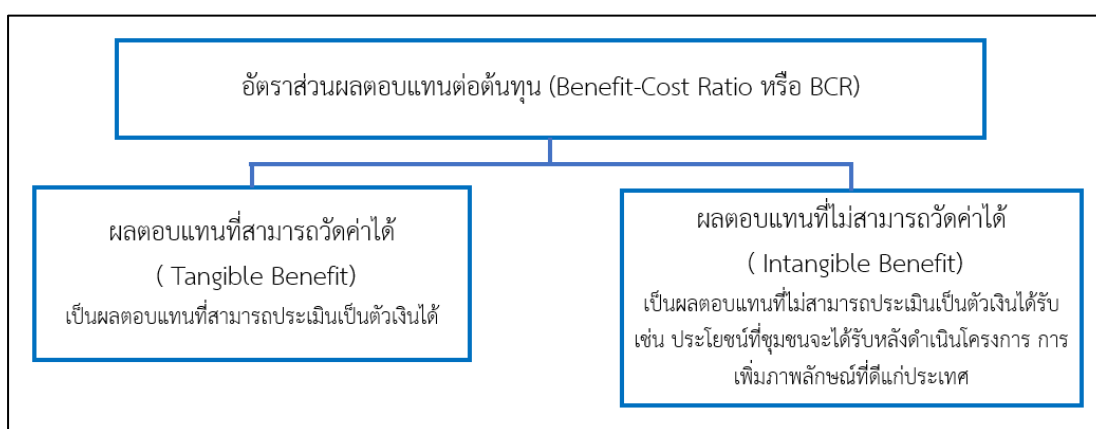 อัตราส่วนผลตอบแทนต่อต้นทุน (Benefit-Cost Ratio หรือ BCR)
ผลตอบแทนที่สามารถวัดค่าได้
( Tangible Benefit)
เป็นผลตอบแทนที่สามารถประเมินเป็นตัวเงินได้
ผลตอบแทนที่ไม่สามารถวัดค่าได้
( Intangible Benefit)
เป็นผลตอบแทนที่ไม่สามารถประเมินเป็นตัวเงินได้รับ
เช่น ประโยชน์ที่ชุมชนจะได้รับหลังดำเนินโครงการ การ
เพิ่มภาพลักษณ์ที่ดีแก่ประเทศ